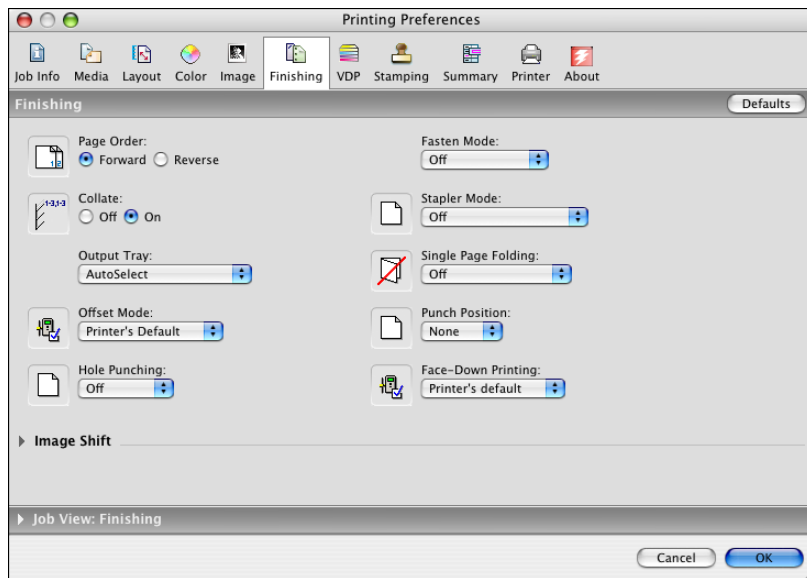 Printing Preferences
Job Info Media Layout Color Image Finishing VDP Stamping Summary Printer About
Finishing Defaults
Page Order:
Forward Reverse
Fasten Mode:
Off
Collate:
Off On
Stapler Mode:
Off
Output Tray:
AutoSelect
Single Page Folding:
Off
Offset Mode:
Printer's Default
Punch Position:
None
Hole Punching:
Off
Face-Down Printing:
Printer's default
Image Shift
Job View: Finishing
Cancel OK